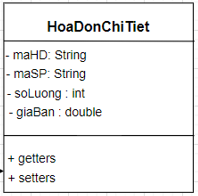 HoaDonChiTiet
- maHD: String
- maSP: String
- soLuong : int
- giaBan : double
+ getters
+ setters